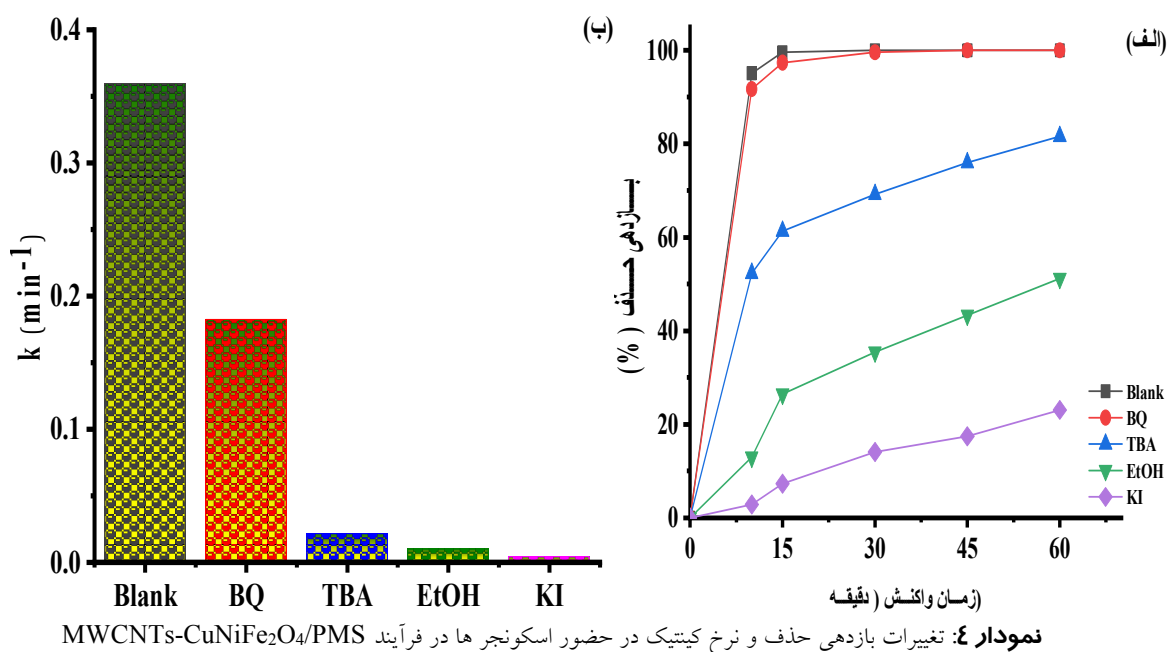 (ب)
0.4
0.3
0.2
0.1
0.0
k (min-1)
Blank BQ TBA EtOH KI
(الف)
100
80
60
40
20
0
بازدهی حذف (%)
0 15 30 45 60
زمان واکنش ( دقیقه)
Blank
BQ
TBA
EtOH
KI
نمودار ٤: تغییرات بازدهی حذف و نرخ کینتیک در حضور اسکونجر ها در فرآیند MWCNTs-CuNiFe2O4/PMS